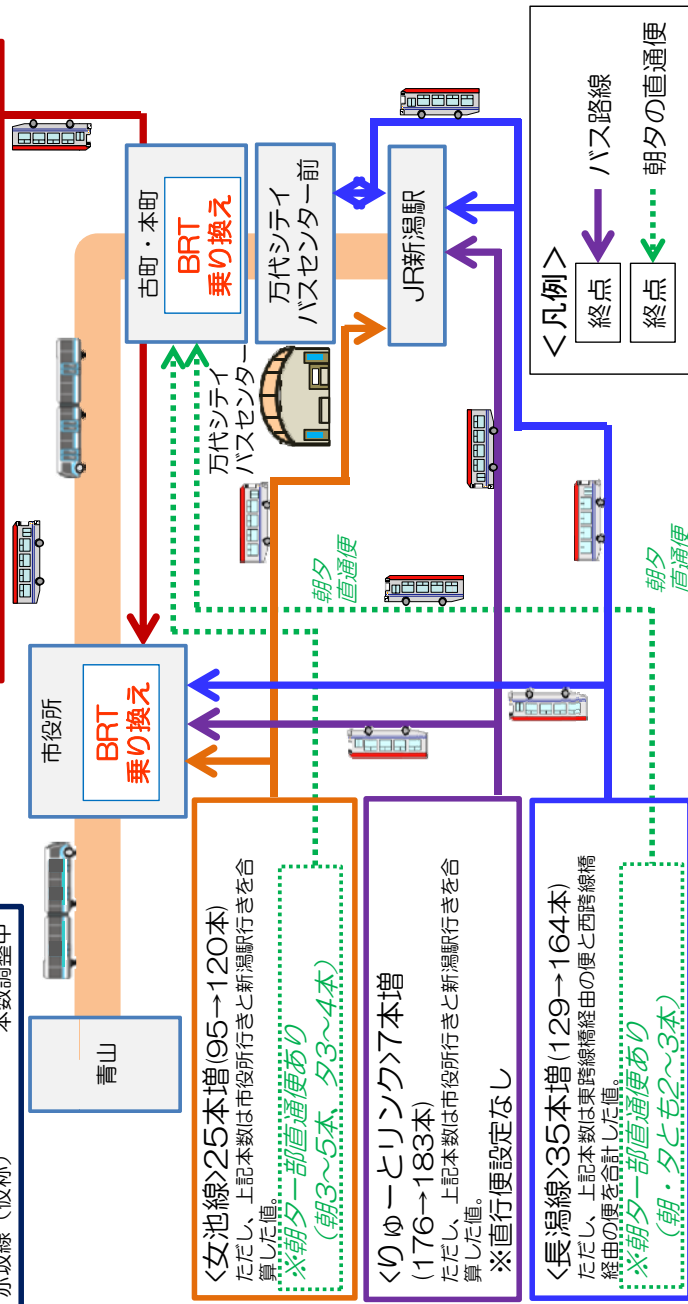 赤坂線（仮称）　　　本数調整中
青山
市役所
BRT
乗り換え
古町・本町
BRT
乗り換え
万代シテイ
バスセンター前
JR新潟駅
万代シテイ
バスセンター
朝夕
直通便
朝夕
直通便
<女池線>25本増(95→120本)
ただし、上記本数は市役所行きと新潟駅行きを合
算した値。
※朝夕一部直通便あり
(朝3～5本、夕3～4本)
<りゅーとリンク>7本増
(176→183本)
ただし、上記本数は市役所行きと新潟駅行きを合
算した値。
※直行便設定なし
<長潟線>35本増(129→164本)
ただし、上記本数は東跨線橋経由の便と西跨線橋
経由の便を合計した値。
※朝夕一部直通便あり
(朝・夕とも2～3本)
<凡例>
終点
バス路線
終点
朝夕の直通便